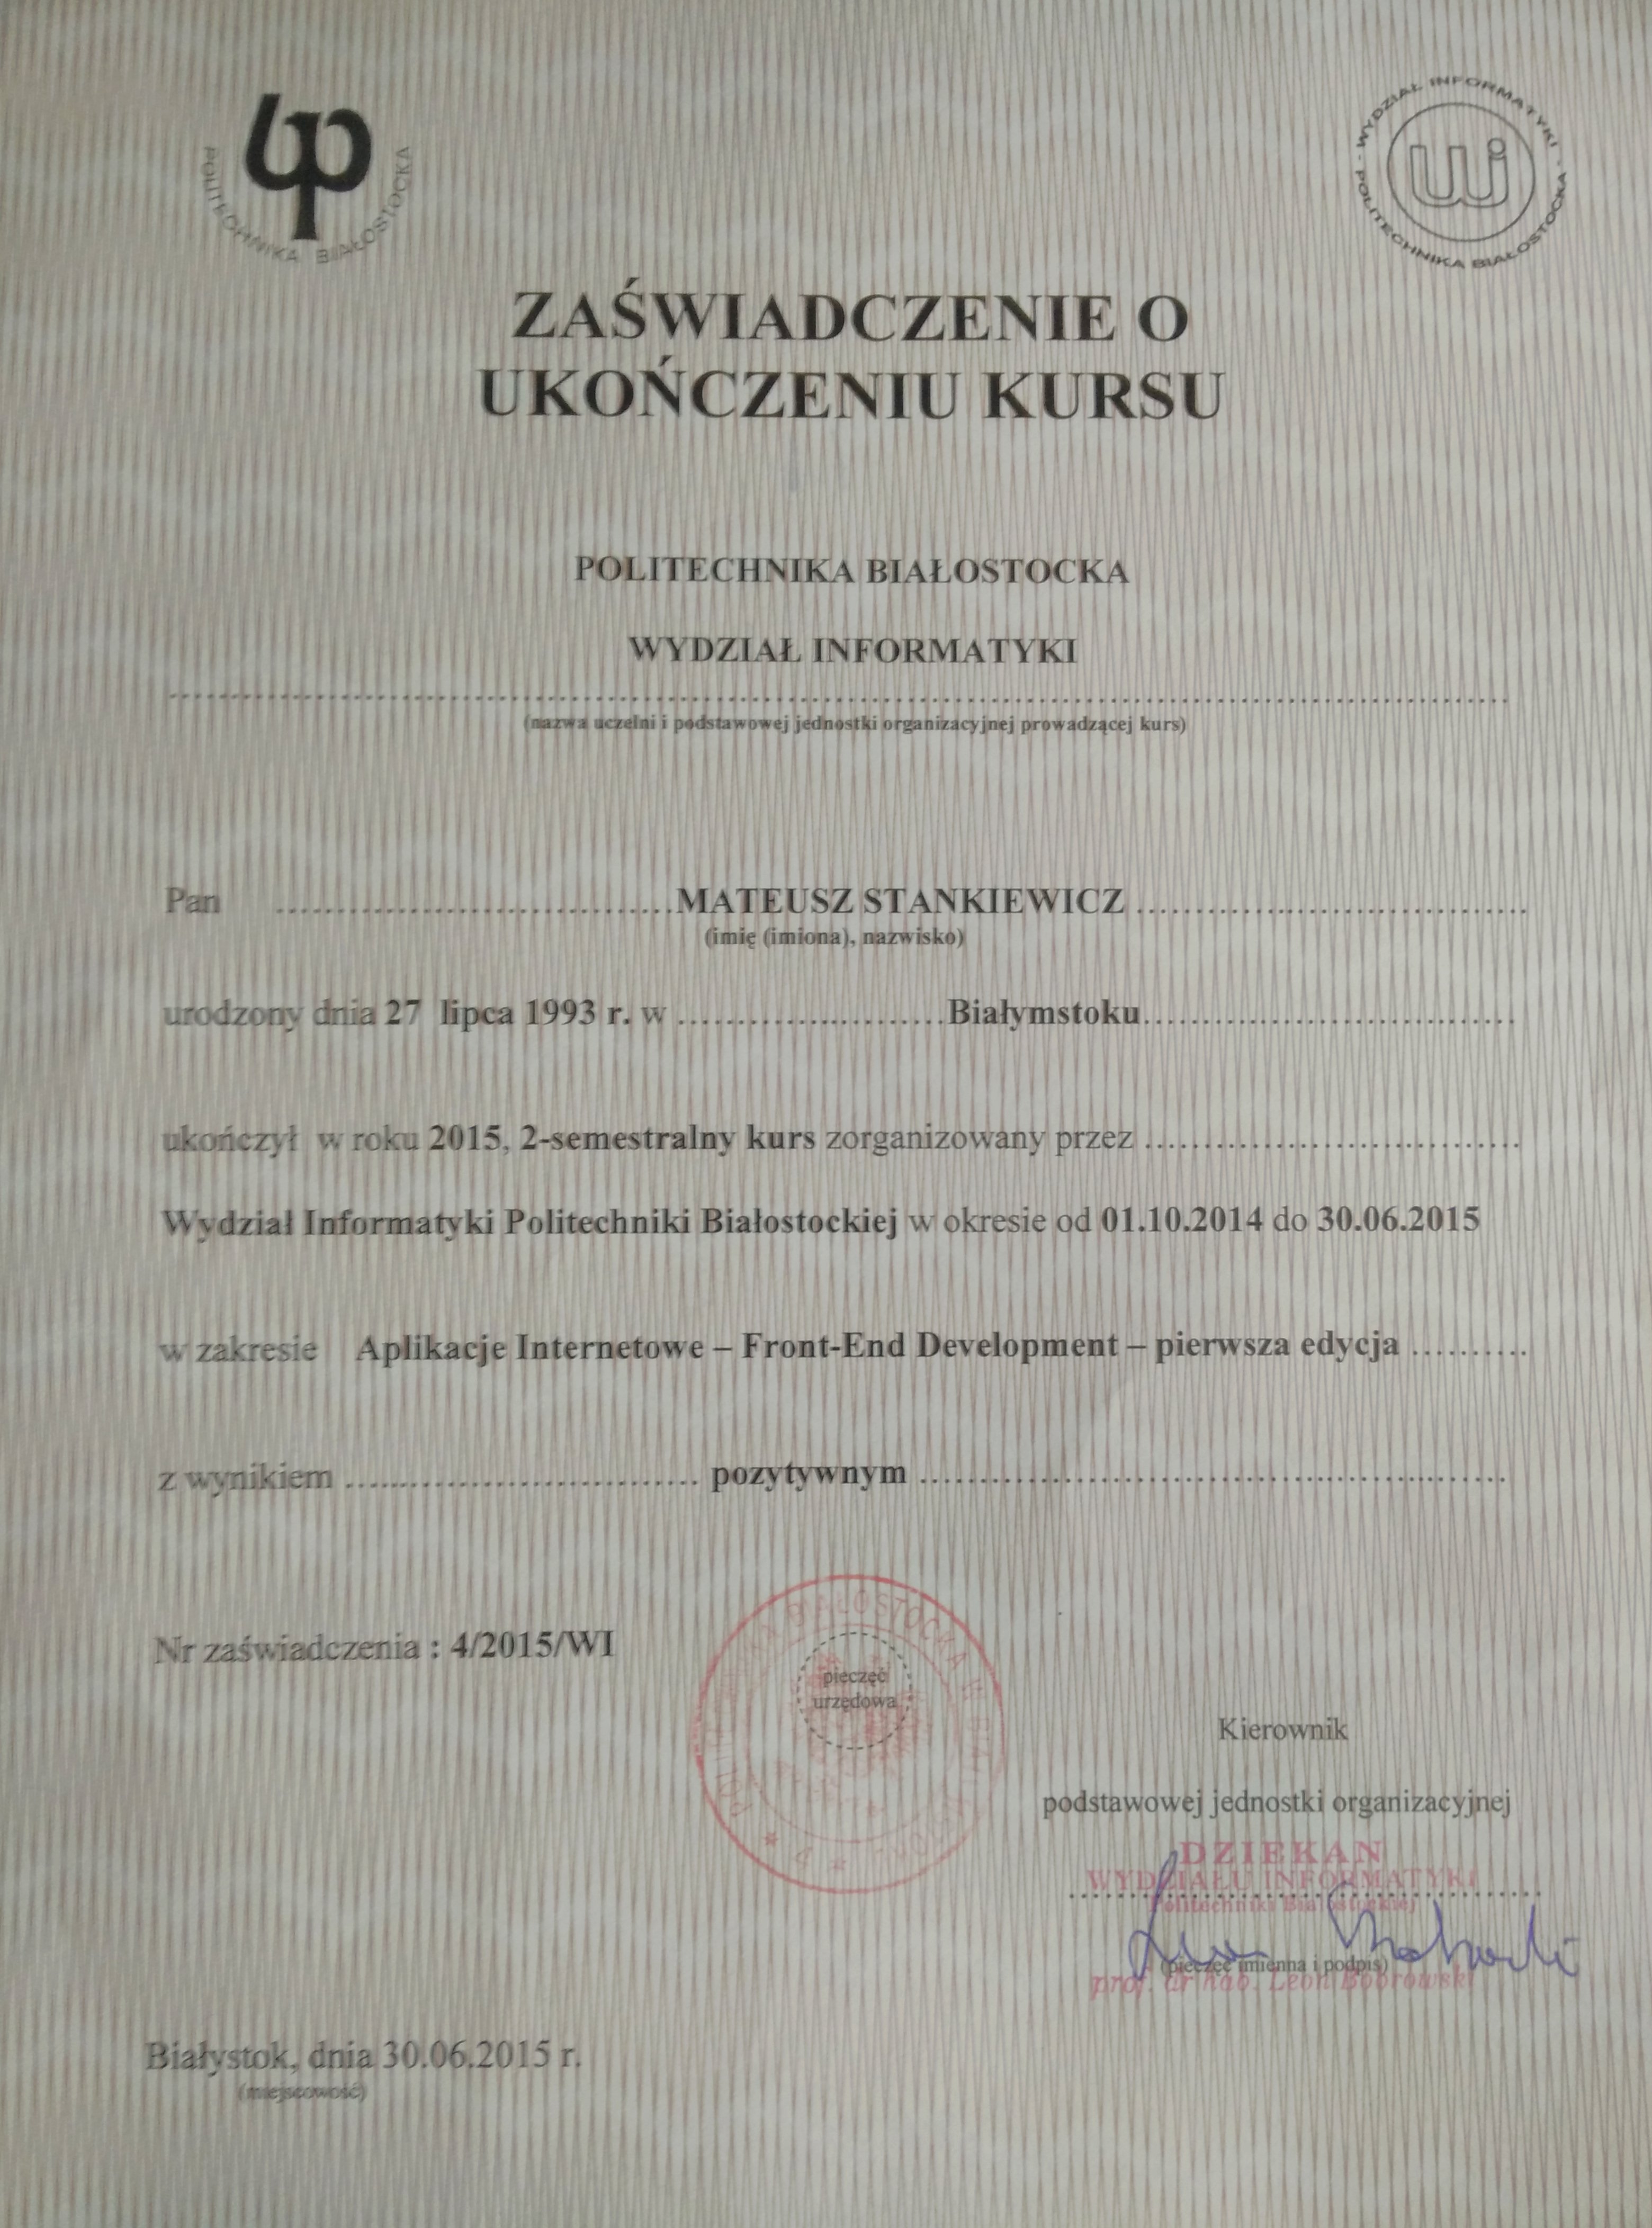 POLITECHNIKA BIAŁOSTOCKA
WYDZIAŁ INFORMATYKI - POLITECHNIKA BIAŁOSTOCKA -
wi
ZAŚWIADCZENIE O
UKOŃCZENIU KURSU
POLITECHNIKA BIAŁOSTOCKA
WYDZIAŁ INFORMATYKI
(nazwa uczelni i podstawowej jednostki organizacyjnej prowadzącej kurs)
Pan ................................MATEUSZ STANKIEWICZ ................................
(imię (imiona), nazwisko)
urodzony dnia 27 lipca 1993 r. w ........................Białymstoku................................
ukończył w roku 2015, 2-semestralny kurs zorganizowany przez ................................
Wydział Informatyki Politechniki Białostockiej w okresie od 01.10.2014 do 30.06.2015
w zakresie Aplikacje Internetowe – Front-End Development – pierwsza edycja ..........
z wynikiem ................................ pozytywnym ................................
Nr zaświadczenia : 4/2015/WI
pieczęć
urzędowa
Kierownik
podstawowej jednostki organizacyjnej
DZIEKAN
WYDZIAŁU INFORMATYKI
Politechniki Białostockiej
(pieczęć imienna i podpis)
prof. dr hab. Leon Bobrowski
Białystok, dnia 30.06.2015 r.
(miejscowość)